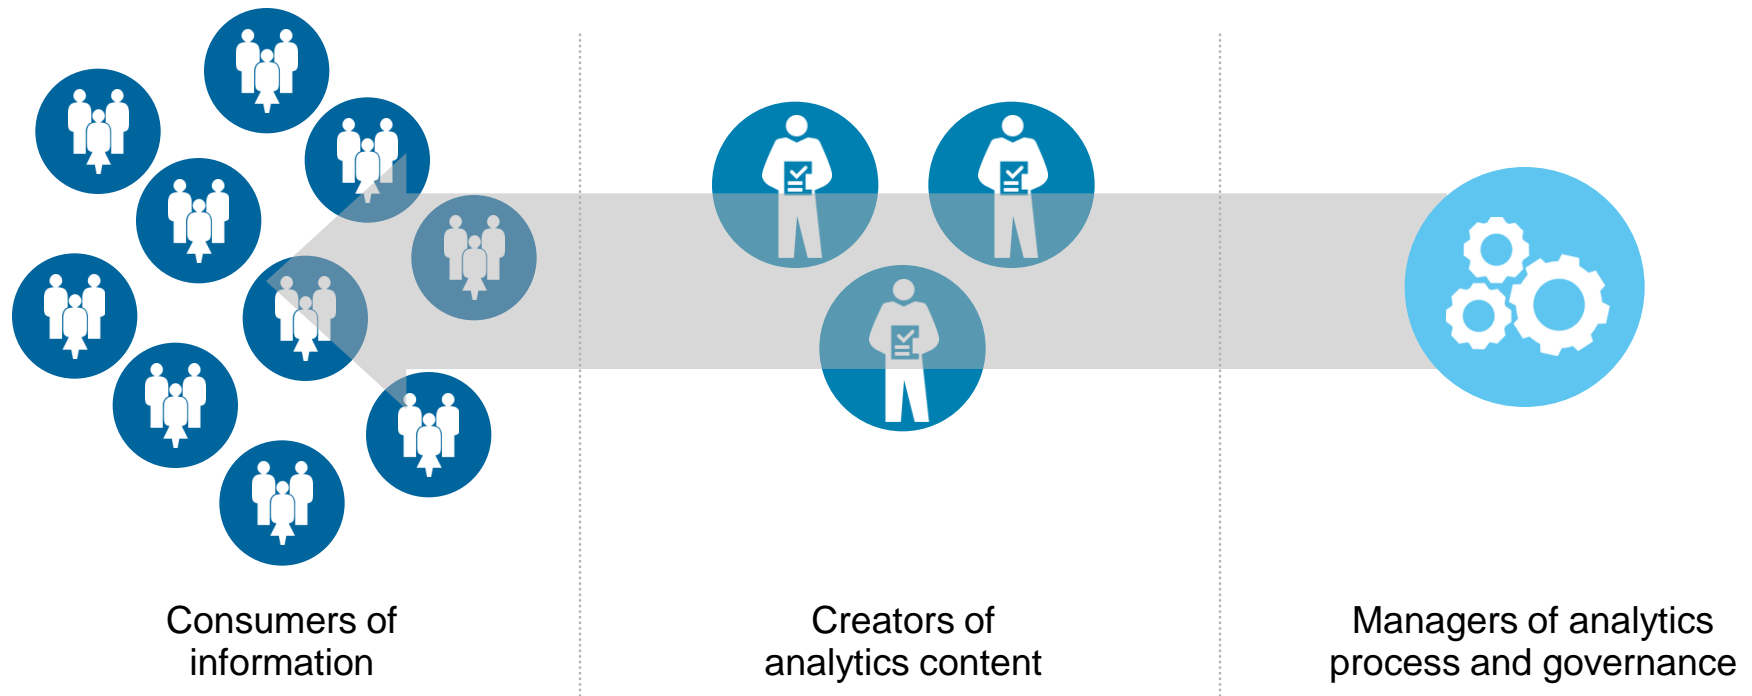 Consumers of
information
Creators of
analytics content
Managers of analytics
process and governance